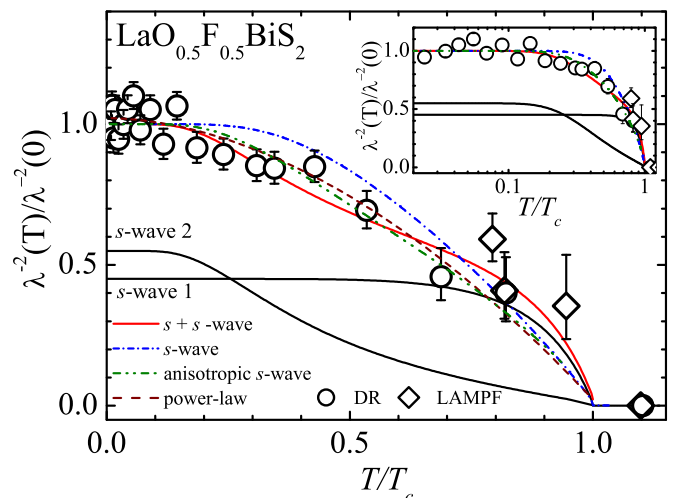 LaO0.5F0.5BiS2
λ⁻²(T)/λ⁻²(0)
1.0
0.5
0.0
s-wave 2
s-wave 1
s + s -wave
s-wave
anisotropic s-wave
power-law
DR
LAMPF
0.0
0.5
1.0
T/Tc
λ⁻²(T)/λ⁻²(0)
1.0
0.5
0.0
0.1
1
T/Tc